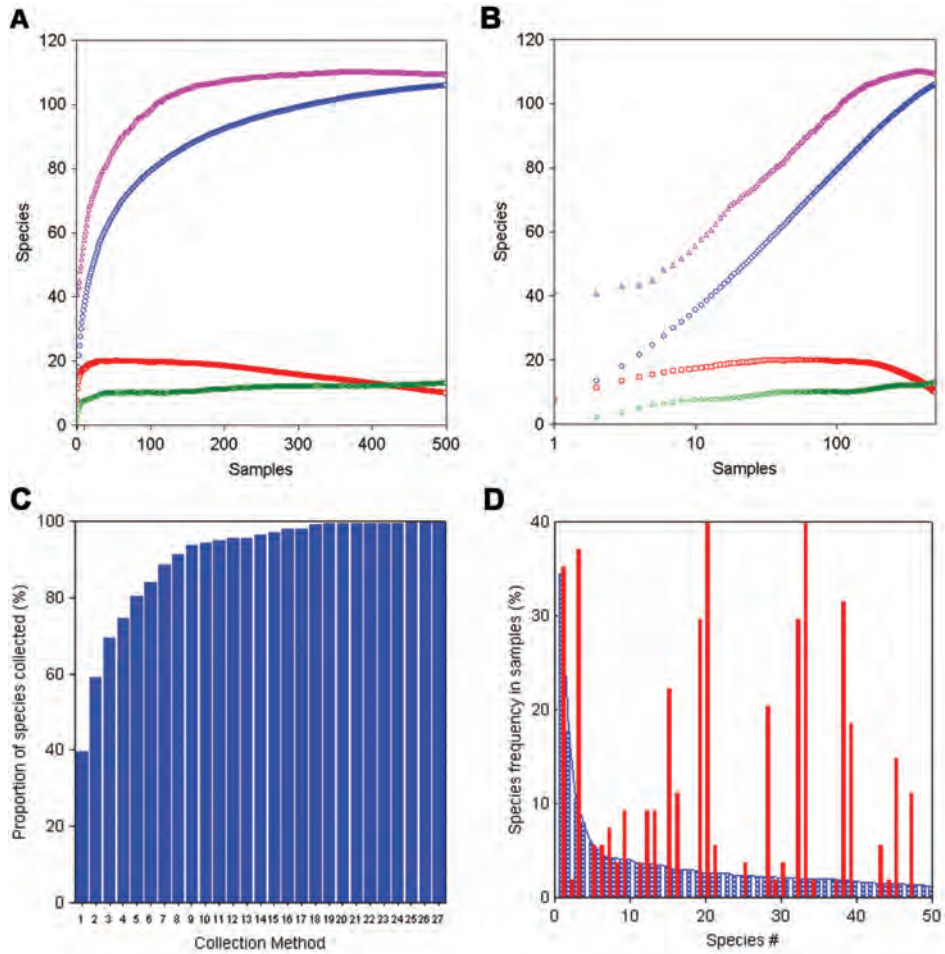 A
120
100
80
60
40
20
0
Species
0 100 200 300 400 500
Samples
B
120
100
80
60
40
20
0
Species
1 10 100
Samples
C
100
80
60
40
20
0
Proportion of species collected (%)
1 2 3 4 5 6 7 8 9 10 11 12 13 14 15 16 17 18 19 20 21 22 23 24 25 26 27
Collection Method
D
40
30
20
10
0
Species frequency in samples (%)
0 10 20 30 40 50
Species #